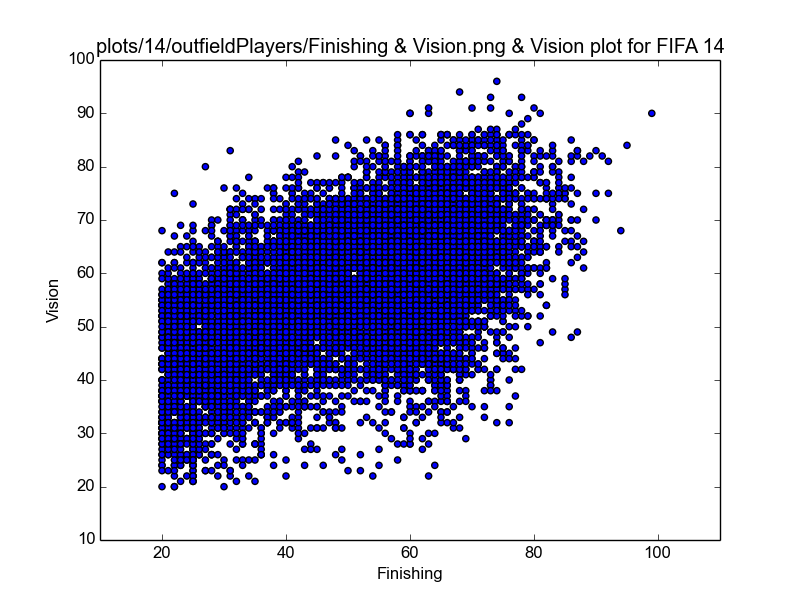 plots/14/outfieldPlayers/Finishing & Vision.png & Vision plot for FIFA 14
100
90
80
70
60
50
40
30
20
10
Vision
20 40 60 80 100
Finishing